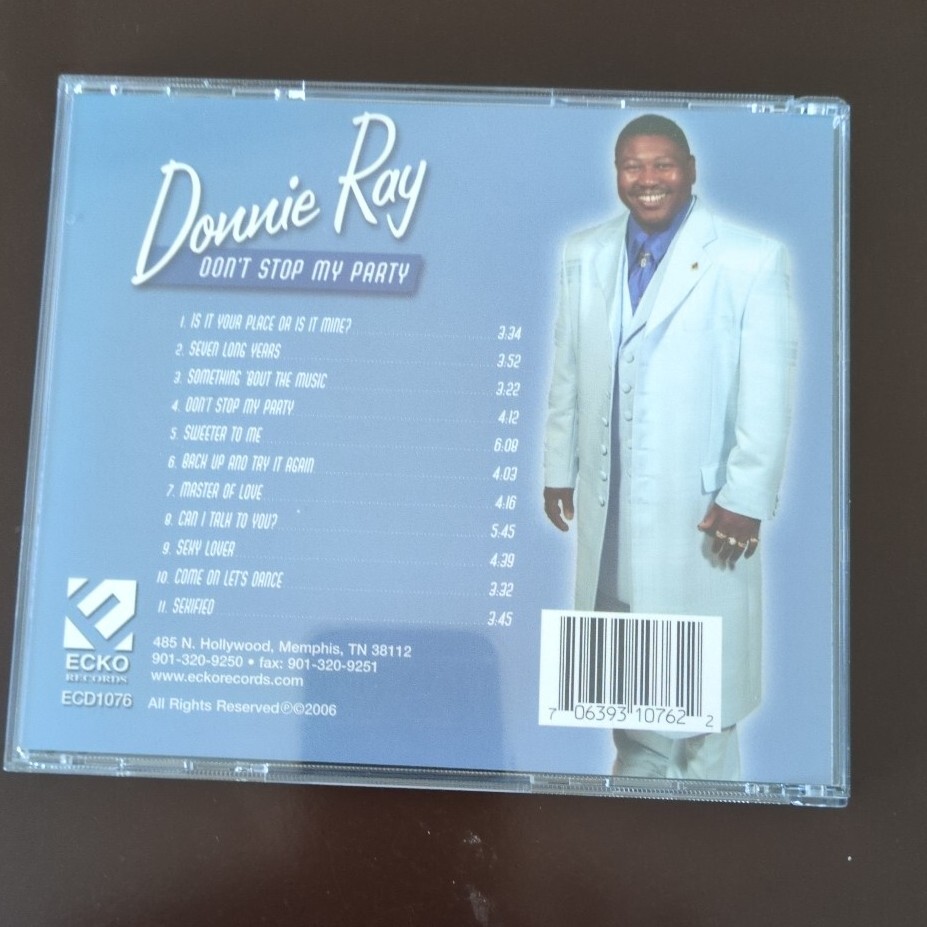 Donnie Ray
DON'T STOP MY PARTY
1. IS IT YOUR PLACE OR IS IT MINE? 3:34
2. SEVEN LONG YEARS 3:52
3. SOMETHING 'BOUT THE MUSIC 3:22
4. DON'T STOP MY PARTY 4:12
5. SWEETER TO ME 6:08
6. BACK UP AND TRY IT AGAIN 4:03
7. MASTER OF LOVE 4:16
8. CAN I TALK TO YOU? 5:45
9. SEXY LOVER 4:39
10. COME ON LET'S DANCE 3:32
11. SEXIFIED 3:45
ECKO
RECORDS
ECD1076
485 N. Hollywood, Memphis, TN 38112
901-320-9250 • fax: 901-320-9251
www.eckorecords.com
All Rights Reserved℗©2006
7 06393 10762 2